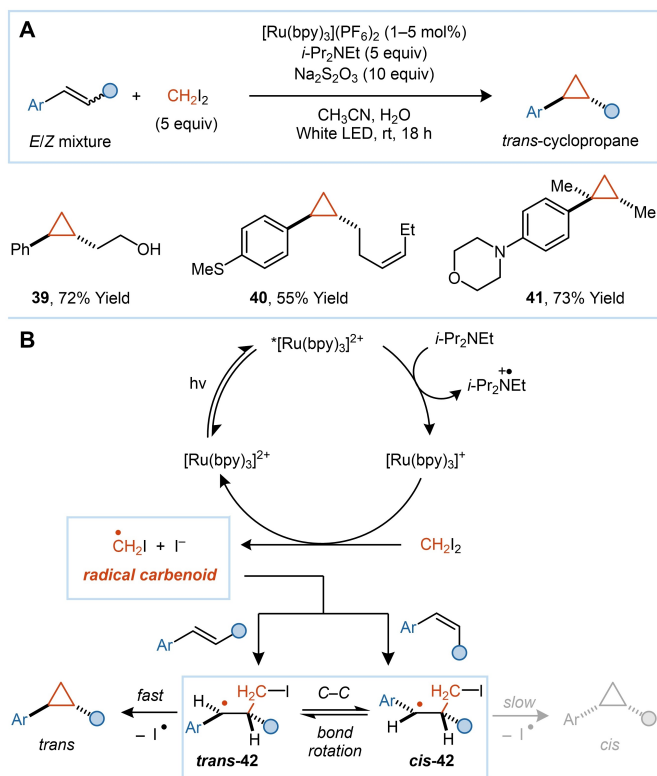 A
[Ru(bpy)₃](PF₆)₂ (1–5 mol%)
i-Pr₂NEt (5 equiv)
Na₂S₂O₃ (10 equiv)
Ar + CH₂I₂ Ar
(5 equiv)
CH₃CN, H₂O
White LED, rt, 18 h
E/Z mixture trans-cyclopropane
Ph OH
MeS Et
O N Me Me
39, 72% Yield
40, 55% Yield
41, 73% Yield
B
*[Ru(bpy)₃]²⁺
i-Pr₂NEt
hν
i-Pr₂NEt +•
[Ru(bpy)₃]²⁺ [Ru(bpy)₃]⁺
•CH₂I + I⁻ CH₂I₂
radical carbenoid
Ar Ar
H H₂C–I Ar H₂C–I
fast C–C slow
Ar Ar H Ar
– I• bond – I•
H rotation H
trans trans-42 cis-42 cis